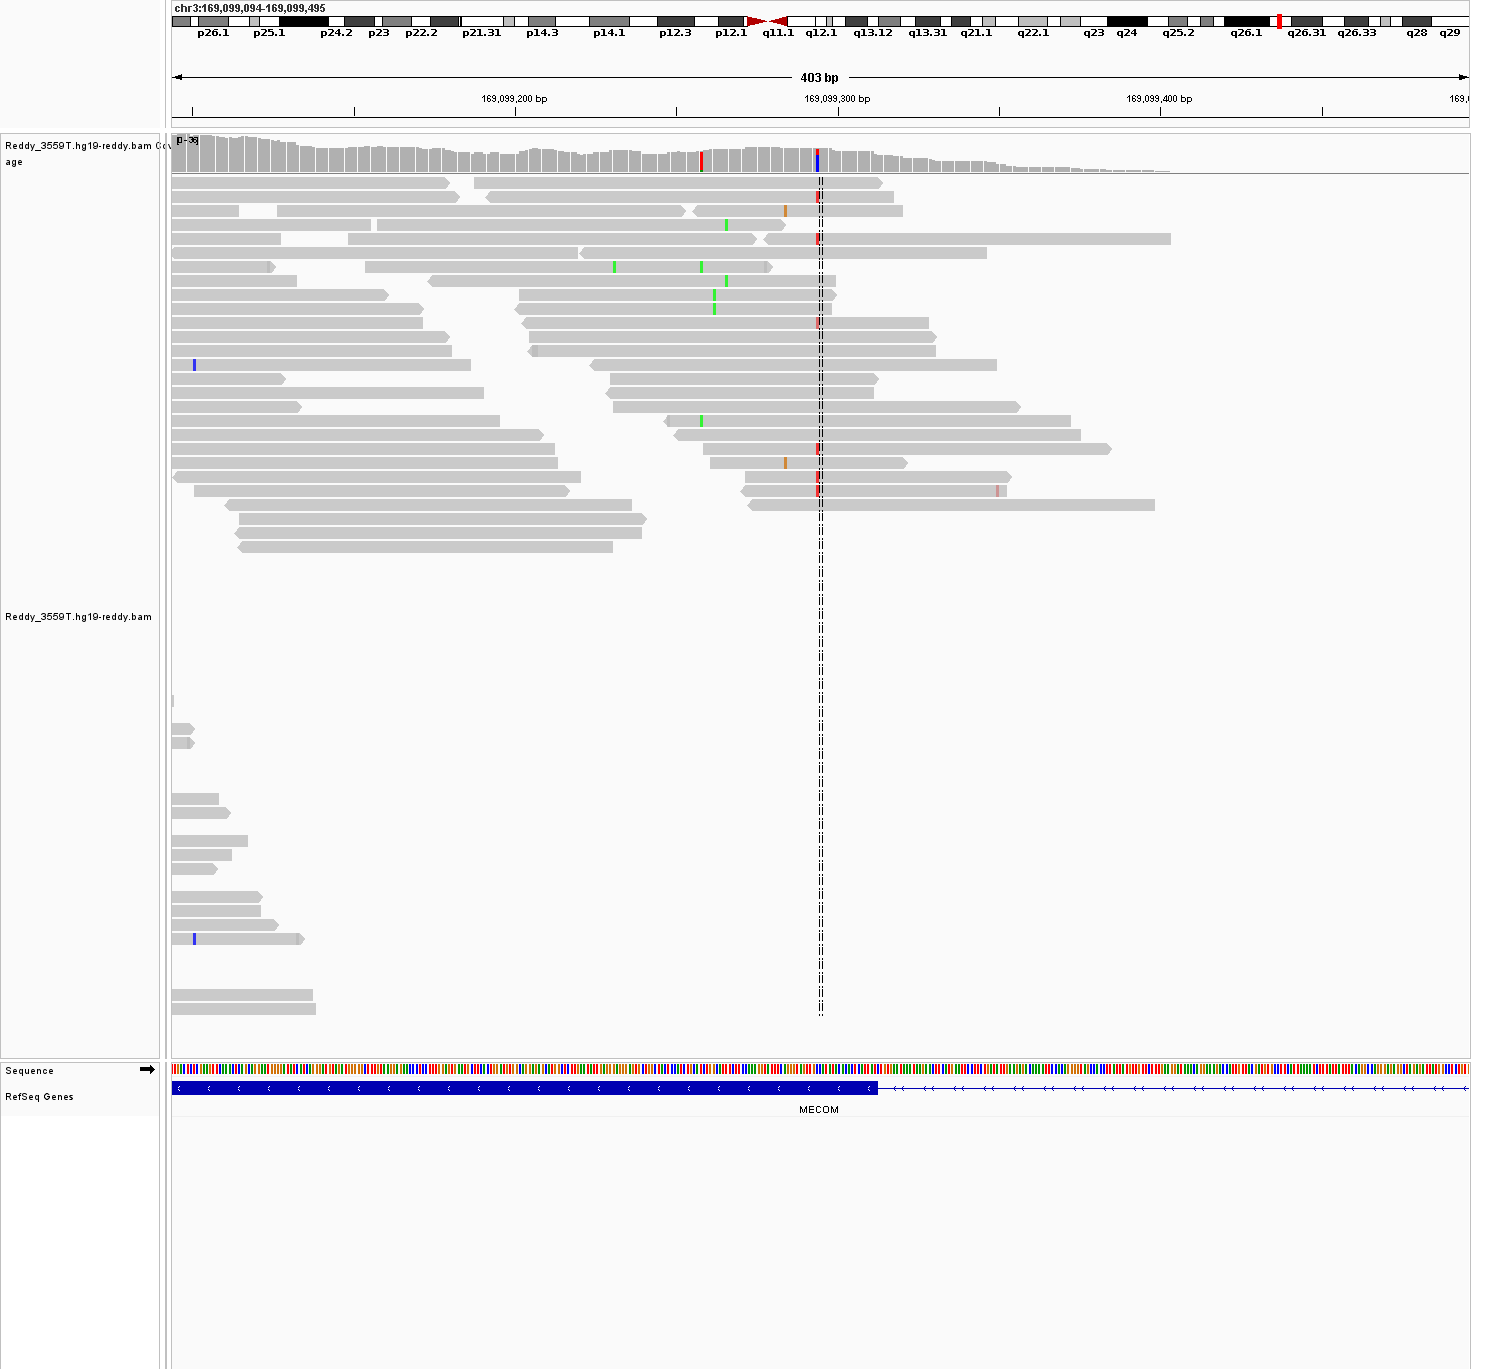 chr3:169,099,094-169,099,495
p26.1 p25.1 p24.2 p23 p22.2 p21.31 p14.3 p14.1 p12.3 p12.1 q11.1 q12.1 q13.12 q13.31 q21.1 q22.1 q23 q24 q25.2 q26.1 q26.31 q26.33 q28 q29
403 bp
169,099,200 bp 169,099,300 bp 169,099,400 bp 169,0
Reddy_3559T.hg19-reddy.bam Cov
age
Reddy_3559T.hg19-reddy.bam
Sequence
RefSeq Genes
MECOM